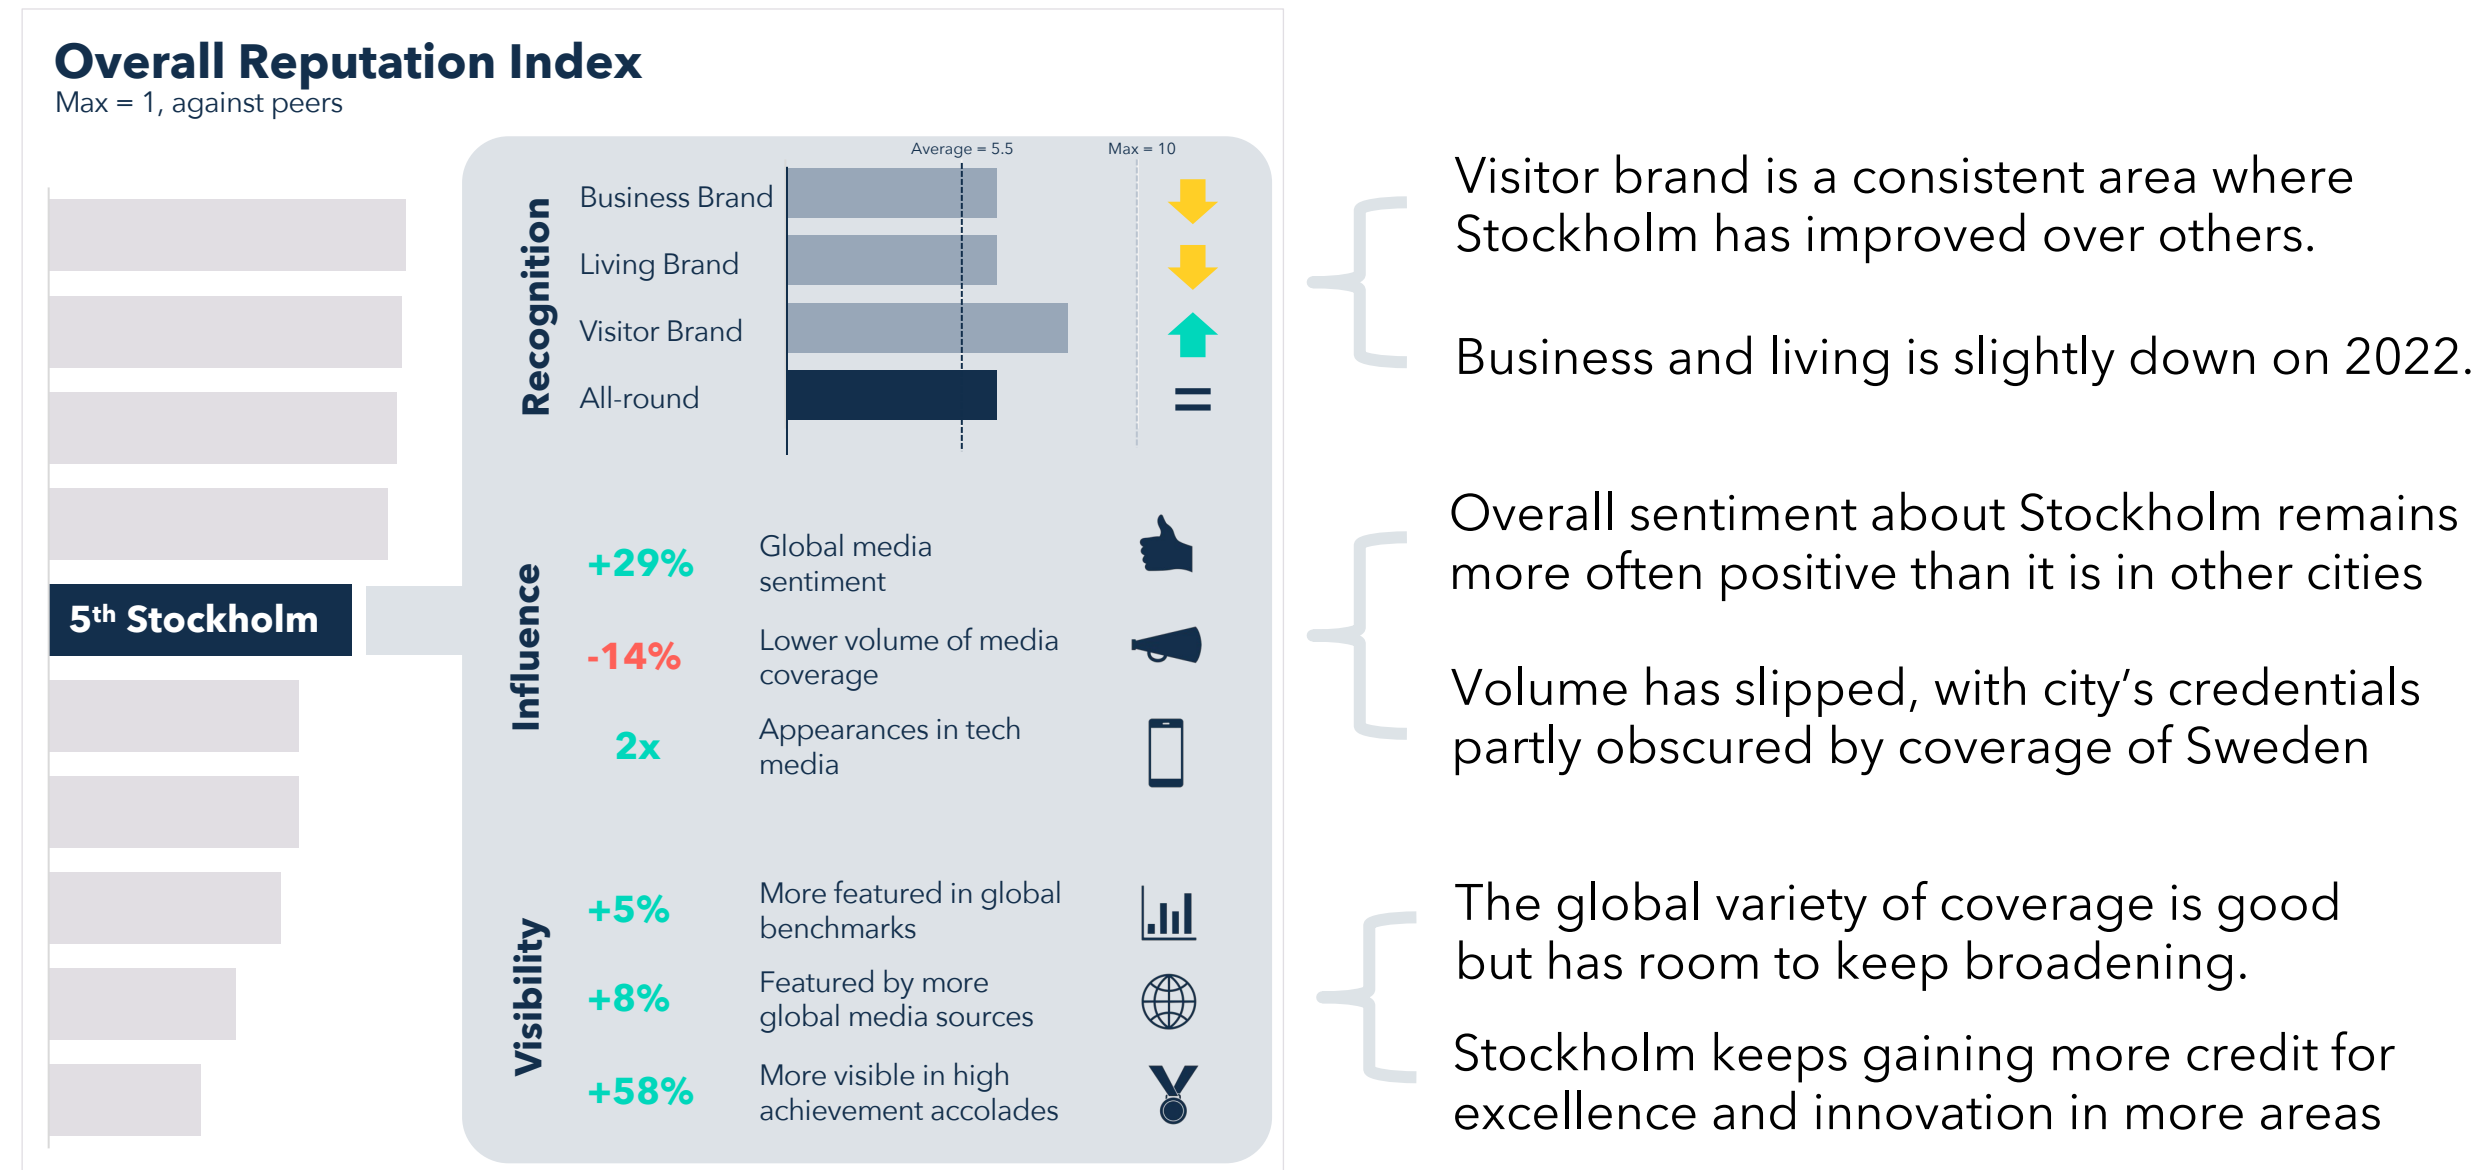 Overall Reputation Index
Max = 1, against peers
5th Stockholm
Recognition
Average = 5.5
Max = 10
Business Brand
Living Brand
Visitor Brand
All-round
=
Influence
+29%
Global media
sentiment
-14%
Lower volume of media
coverage
2x
Appearances in tech
media
Visibility
+5%
More featured in global
benchmarks
+8%
Featured by more
global media sources
+58%
More visible in high
achievement accolades
Visitor brand is a consistent area where
Stockholm has improved over others.
Business and living is slightly down on 2022.
Overall sentiment about Stockholm remains
more often positive than it is in other cities
Volume has slipped, with city’s credentials
partly obscured by coverage of Sweden
The global variety of coverage is good
but has room to keep broadening.
Stockholm keeps gaining more credit for
excellence and innovation in more areas